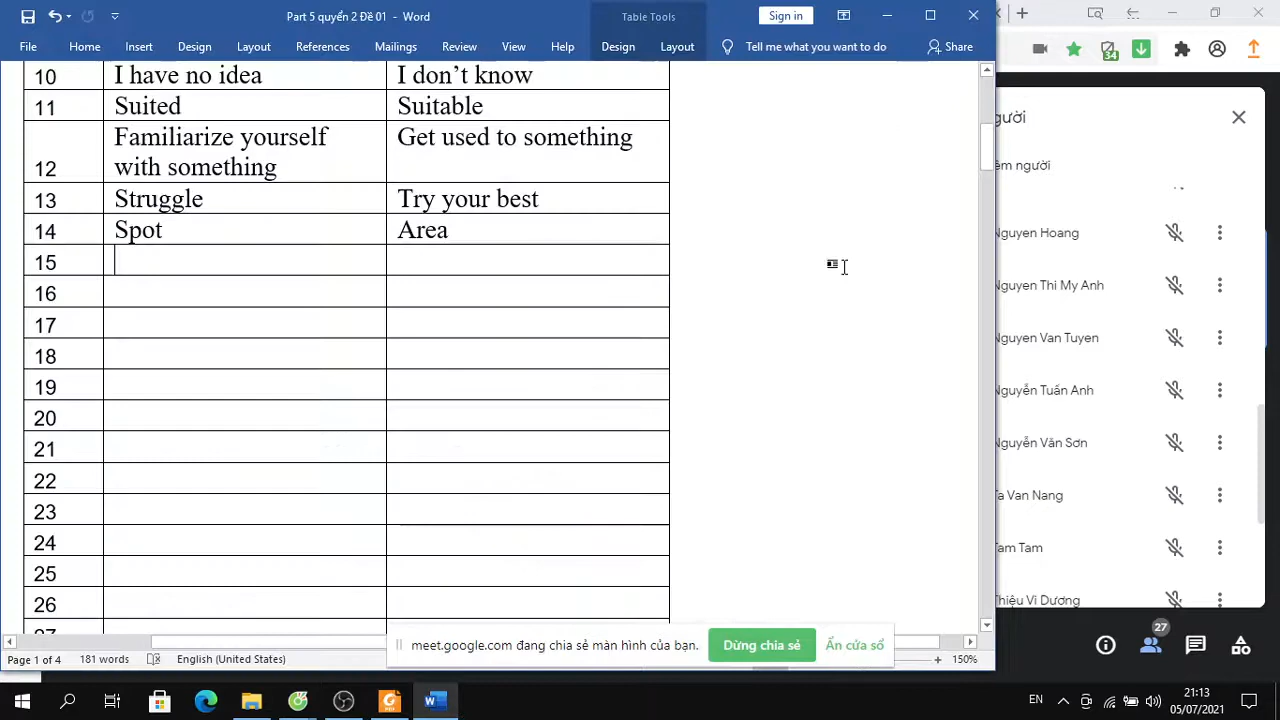 Part 5 quyển 2 Đề 01 - Word
Table Tools
Sign in
File Home Insert Design Layout References Mailings Review View Help Design Layout Tell me what you want to do Share
34
10 I have no idea I don't know
11 Suited Suitable
12 Familiarize yourself with something Get used to something
13 Struggle Try your best
14 Spot Area
15
16
17
18
19
20
21
22
23
24
25
26
gười
êm người
Nguyen Hoang
Nguyen Thi My Anh
Nguyen Van Tuyen
Nguyễn Tuấn Anh
Nguyễn Văn Sơn
Ta Van Nang
Tam Tam
Thiệu Vi Dương
27
meet.google.com đang chia sẻ màn hình của bạn. Dừng chia sẻ Ẩn cửa sổ
Page 1 of 4 181 words English (United States) 150%
EN
21:13
05/07/2021